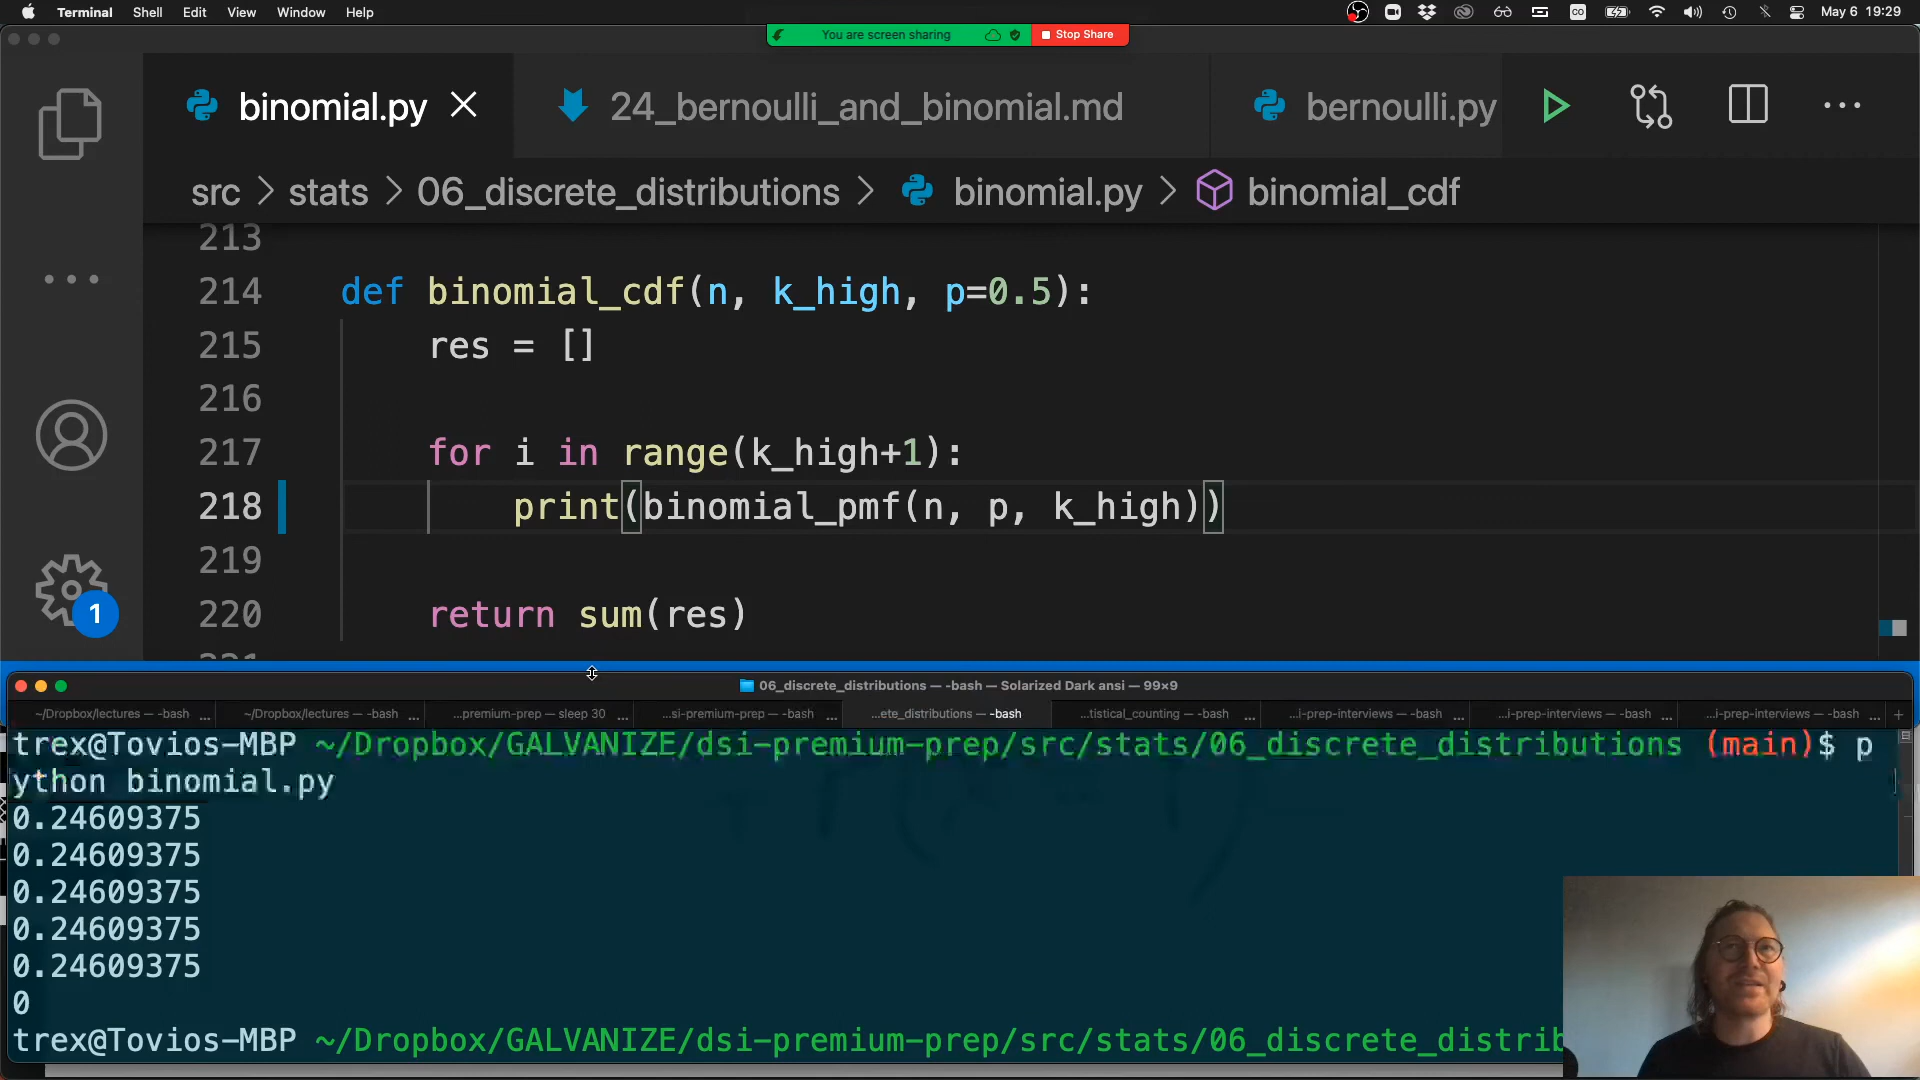 Terminal Shell Edit View Window Help May 6 19:29
You are screen sharing Stop Share
binomial.py 24_bernoulli_and_binomial.md bernoulli.py ...
src > stats > 06_discrete_distributions > binomial.py > binomial_cdf
213
214 def binomial_cdf(n, k_high, p=0.5):
215 res = []
216
217 for i in range(k_high+1):
218 print(binomial_pmf(n, p, k_high))
219
220 return sum(res)
1
06_discrete_distributions — -bash — Solarized Dark ansi — 99×9
~/Dropbox/lectures — -bash ... ~/Dropbox/lectures — -bash ... ...premium-prep — sleep 30 ... ...si-premium-prep — -bash ... ...ete_distributions — -bash ...tistical_counting — -bash ... ...i-prep-interviews — -bash ... ...i-prep-interviews — -bash ... ...i-prep-interviews — -bash ... +
trex@Tovios-MBP ~/Dropbox/GALVANIZE/dsi-premium-prep/src/stats/06_discrete_distributions (main)$ p
ython binomial.py
0.24609375
0.24609375
0.24609375
0.24609375
0.24609375
0
trex@Tovios-MBP ~/Dropbox/GALVANIZE/dsi-premium-prep/src/stats/06_discrete_distrib